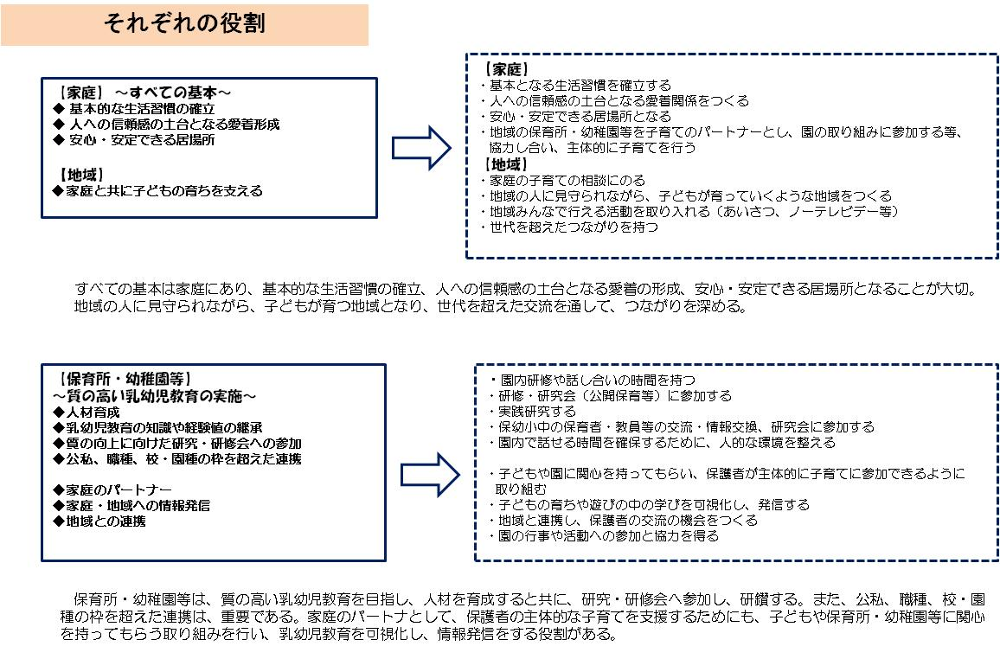 それぞれの役割
【家庭】 ～すべての基本～
◆ 基本的な生活習慣の確立
◆ 人への信頼感の土台となる愛着形成
◆ 安心・安定できる居場所
【地域】
◆家庭と共に子どもの育ちを支える
【家庭】
・基本となる生活習慣を確立する
・人への信頼感の土台となる愛着関係をつくる
・安心・安定できる居場所となる
・地域の保育所・幼稚園等を子育てのパートナーとし、園の取り組みに参加する等、
協力し合い、主体的に子育てを行う
【地域】
・家庭の子育ての相談にのる
・地域の人に見守られながら、子どもが育っていくような地域をつくる
・地域みんなで行える活動を取り入れる（あいさつ、ノーテレビデー等）
・世代を超えたつながりを持つ
すべての基本は家庭にあり、基本的な生活習慣の確立、人への信頼感の土台となる愛着の形成、安心・安定できる居場所となることが大切。
地域の人に見守られながら、子どもが育つ地域となり、世代を超えた交流を通して、つながりを深める。
【保育所・幼稚園等】
～質の高い乳幼児教育の実施～
◆人材育成
◆乳幼児教育の知識や経験値の継承
◆質の向上に向けた研究・研修会への参加
◆公私、職種、校・園種の枠を超えた連携
◆家庭のパートナー
◆家庭・地域への情報発信
◆地域との連携
・園内研修や話し合いの時間を持つ
・研修・研究会（公開保育等）に参加する
・実践研究する
・保幼小中の保育者・教員等の交流・情報交換、研究会に参加する
・園内で話せる時間を確保するために、人的な環境を整える
・子どもや園に関心を持ってもらい、保護者が主体的に子育てに参加できるように
取り組む
・子どもの育ちや遊びの中の学びを可視化し、発信する
・地域と連携し、保護者の交流の機会をつくる
・園の行事や活動への参加と協力を得る
保育所・幼稚園等は、質の高い乳幼児教育を目指し、人材を育成すると共に、研究・研修会へ参加し、研鑽する。また、公私、職種、校・園
種の枠を超えた連携は、重要である。家庭のパートナとして、保護者の主体的な子育てを支援するためにも、子どもや保育所・幼稚園等に関心
を持ってもらう取り組みを行い、乳幼児教育を可視化し、情報発信をする役割がある。